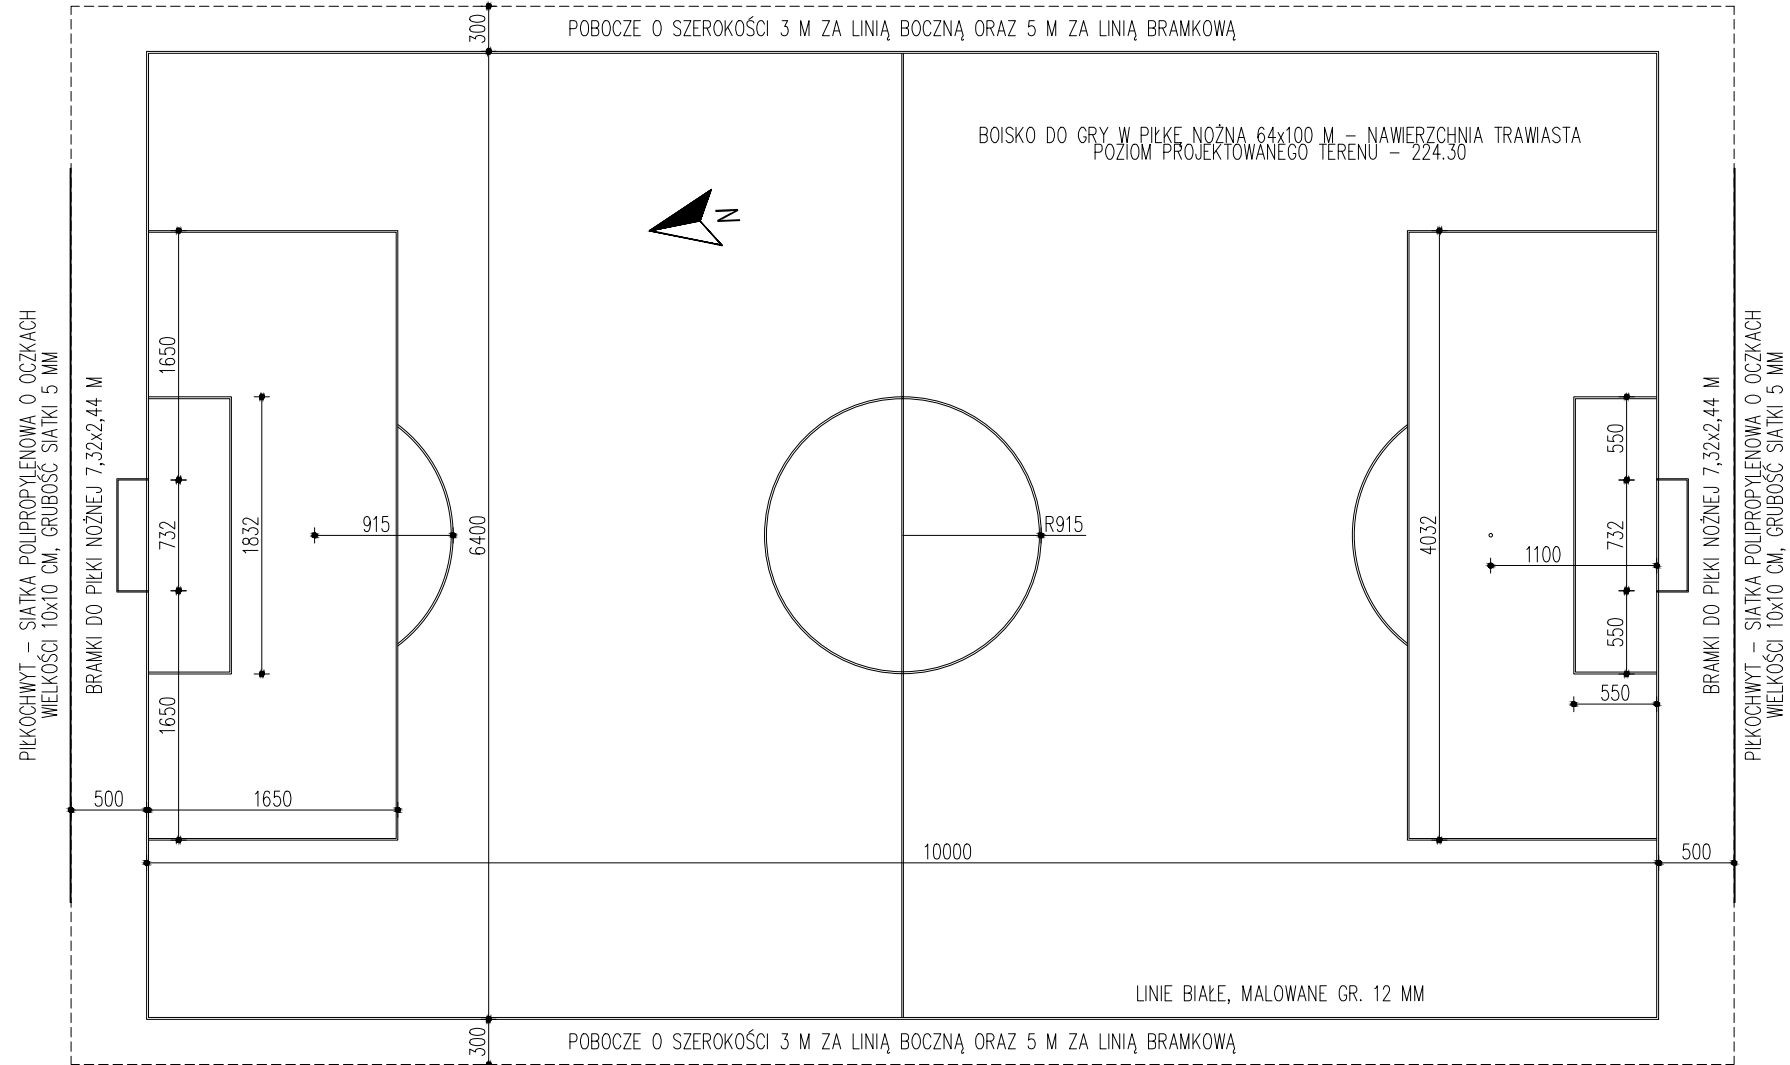 300
POBOCZE O SZEROKOŚCI 3 M ZA LINIĄ BOCZNĄ ORAZ 5 M ZA LINIĄ BRAMKOWĄ
BOISKO DO GRY W PIŁKĘ NOŻNA 64x100 M – NAWIERZCHNIA TRAWIASTA
POZIOM PROJEKTOWANEGO TERENU – 224.30
N
PIŁKOCHWYT – SIATKA POLIPROPYLENOWA O OCZKACH
WIELKOŚCI 10x10 CM, GRUBOŚĆ SIATKI 5 MM
BRAMKI DO PIŁKI NOŻNEJ 7,32x2,44 M
1650
732
1650
1832
915
6400
R915
4032
1100
550
732
550
550
BRAMKI DO PIŁKI NOŻNEJ 7,32x2,44 M
PIŁKOCHWYT – SIATKA POLIPROPYLENOWA O OCZKACH
WIELKOŚCI 10x10 CM, GRUBOŚĆ SIATKI 5 MM
500
1650
10000
500
LINIE BIAŁE, MALOWANE GR. 12 MM
300
POBOCZE O SZEROKOŚCI 3 M ZA LINIĄ BOCZNĄ ORAZ 5 M ZA LINIĄ BRAMKOWĄ